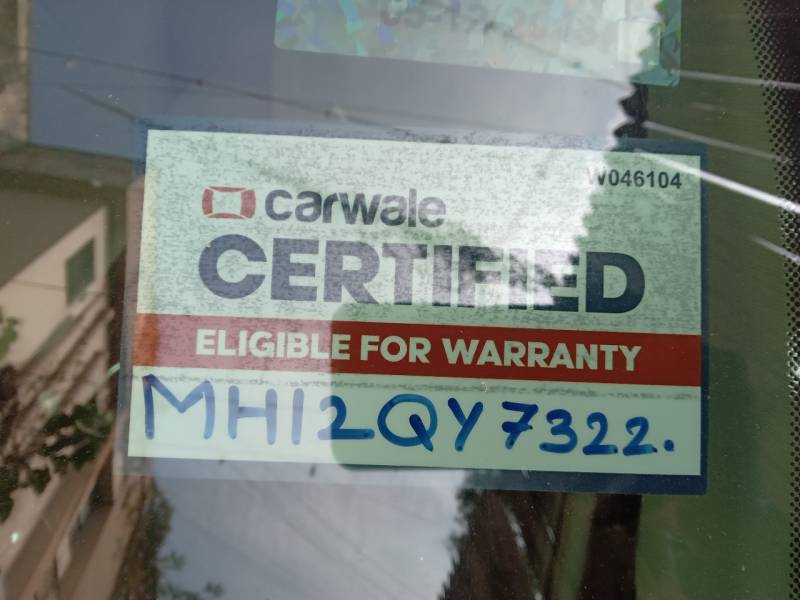 W046104
carwale
CERTIFIED
ELIGIBLE FOR WARRANTY
MH12QY7322.